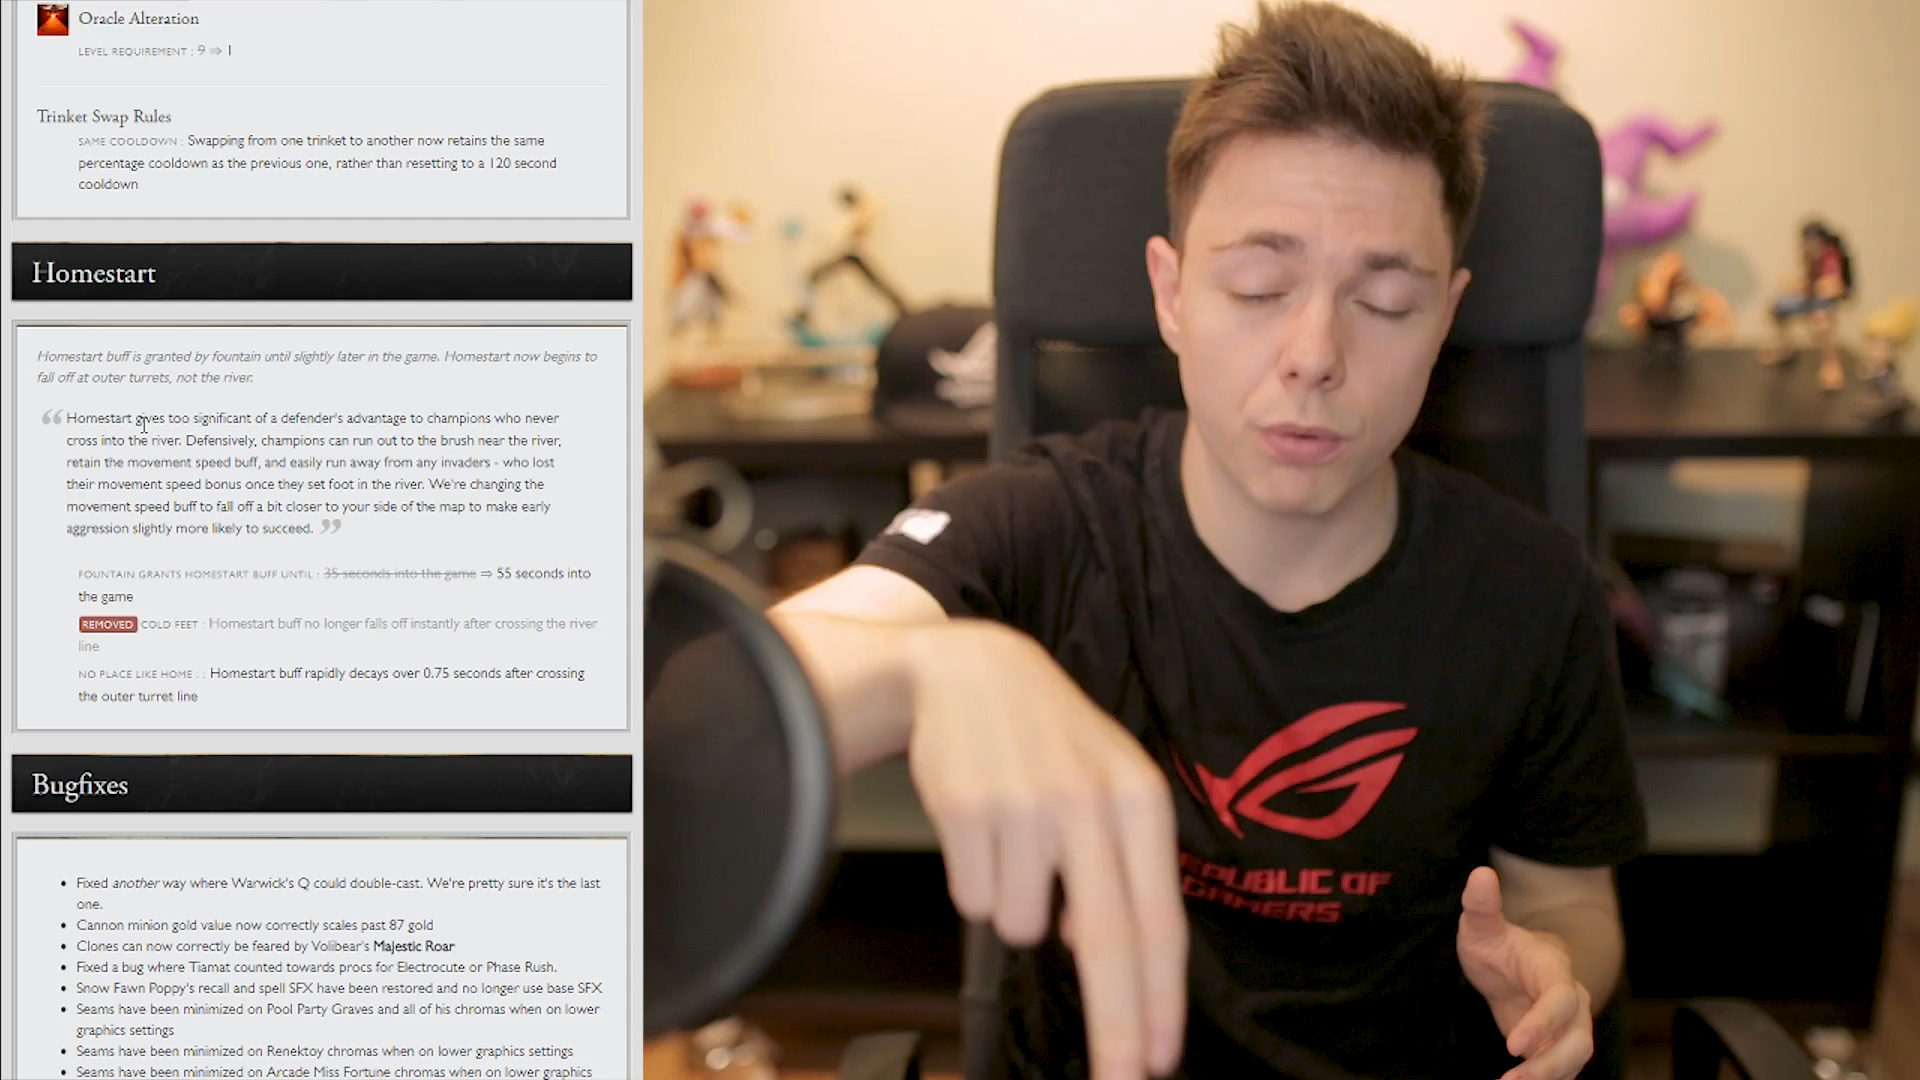 Oracle Alteration
LEVEL REQUIREMENT : 9 ⇒ 1
Trinket Swap Rules
SAME COOLDOWN : Swapping from one trinket to another now retains the same
percentage cooldown as the previous one, rather than resetting to a 120 second
cooldown
Homestart
Homestart buff is granted by fountain until slightly later in the game. Homestart now begins to
fall off at outer turrets, not the river.
Homestart gives too significant of a defender's advantage to champions who never
cross into the river. Defensively, champions can run out to the brush near the river,
retain the movement speed buff, and easily run away from any invaders - who lost
their movement speed bonus once they set foot in the river. We're changing the
movement speed buff to fall off a bit closer to your side of the map to make early
aggression slightly more likely to succeed.
FOUNTAIN GRANTS HOMESTART BUFF UNTIL : 35 seconds into the game ⇒ 55 seconds into
the game
REMOVED COLD FEET : Homestart buff no longer falls off instantly after crossing the river
line
NO PLACE LIKE HOME : : Homestart buff rapidly decays over 0.75 seconds after crossing
the outer turret line
Bugfixes
• Fixed another way where Warwick's Q could double-cast. We're pretty sure it's the last
one.
• Cannon minion gold value now correctly scales past 87 gold
• Clones can now correctly be feared by Volibear's Majestic Roar
• Fixed a bug where Tiamat counted towards procs for Electrocute or Phase Rush.
• Snow Fawn Poppy's recall and spell SFX have been restored and no longer use base SFX
• Seams have been minimized on Pool Party Graves and all of his chromas when on lower
graphics settings
• Seams have been minimized on Renektoy chromas when on lower graphics settings
• Seams have been minimized on Arcade Miss Fortune chromas when on lower graphics
REPUBLIC OF
GAMERS